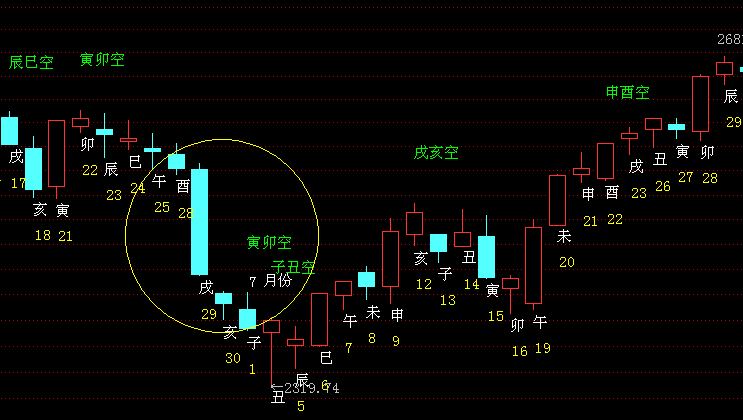 2681
辰巳空
寅卯空
申酉空
戌亥空
寅卯空
子丑空
7 月份
戌
17
亥
18
寅
21
卯
22
辰
23
巳
24
午
25
酉
28
戌
29
亥
30
子
1
丑
←2319.74
辰
5
巳
6
午
7
未
8
申
9
亥
12
子
13
丑
14
寅
15
卯
16
午
19
未
20
申
21
酉
22
戌
23
丑
26
寅
27
卯
28
辰
29